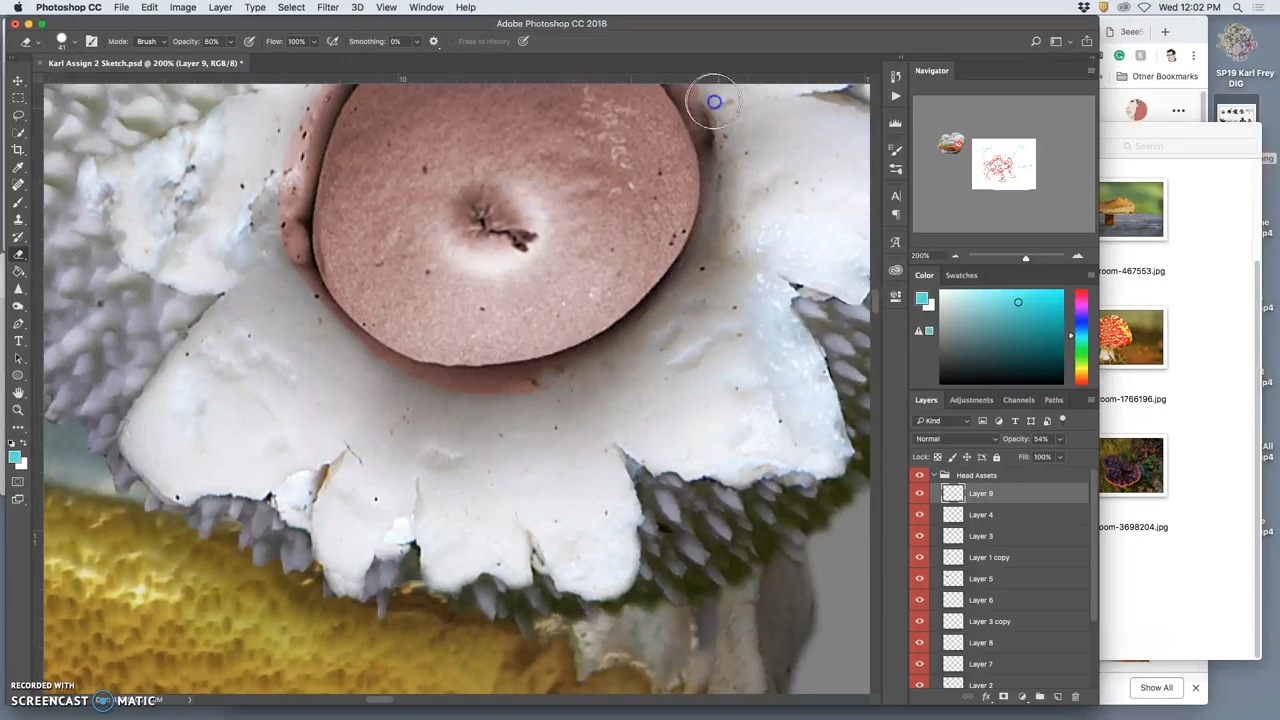 Photoshop CC File Edit Image Layer Type Select Filter 3D View Window Help Wed 12:02 PM
Adobe Photoshop CC 2018
3eee5
41 Mode: Brush Opacity: 80% Flow: 100% Smoothing: 0% Erase to History
Karl Assign 2 Sketch.psd @ 200% (Layer 9, RGB/8) *
10
Other Bookmarks
SP19 Karl Frey
DIG
Navigator
Search
200%
Color Swatches
room-467553.jpg
Layers Adjustments Channels Paths
room-1766196.jpg
Kind
Normal Opacity: 54%
Lock: Fill: 100%
Head Assets
Layer 9
Layer 4
room-3698204.jpg
Layer 3
Layer 1 copy
Layer 5
Layer 6
Layer 3 copy
Layer 8
Layer 7
Layer 2
RECORDED WITH
SCREENCAST MATIC
Show All